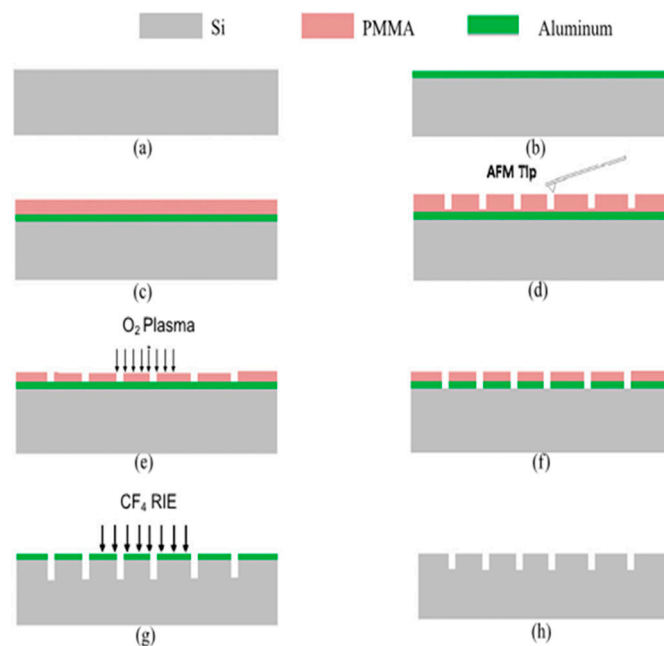 Si PMMA Aluminum
(a) (b)
AFM Tip
(c) (d)
O₂ Plasma
(e) (f)
CF₄ RIE
(g) (h)